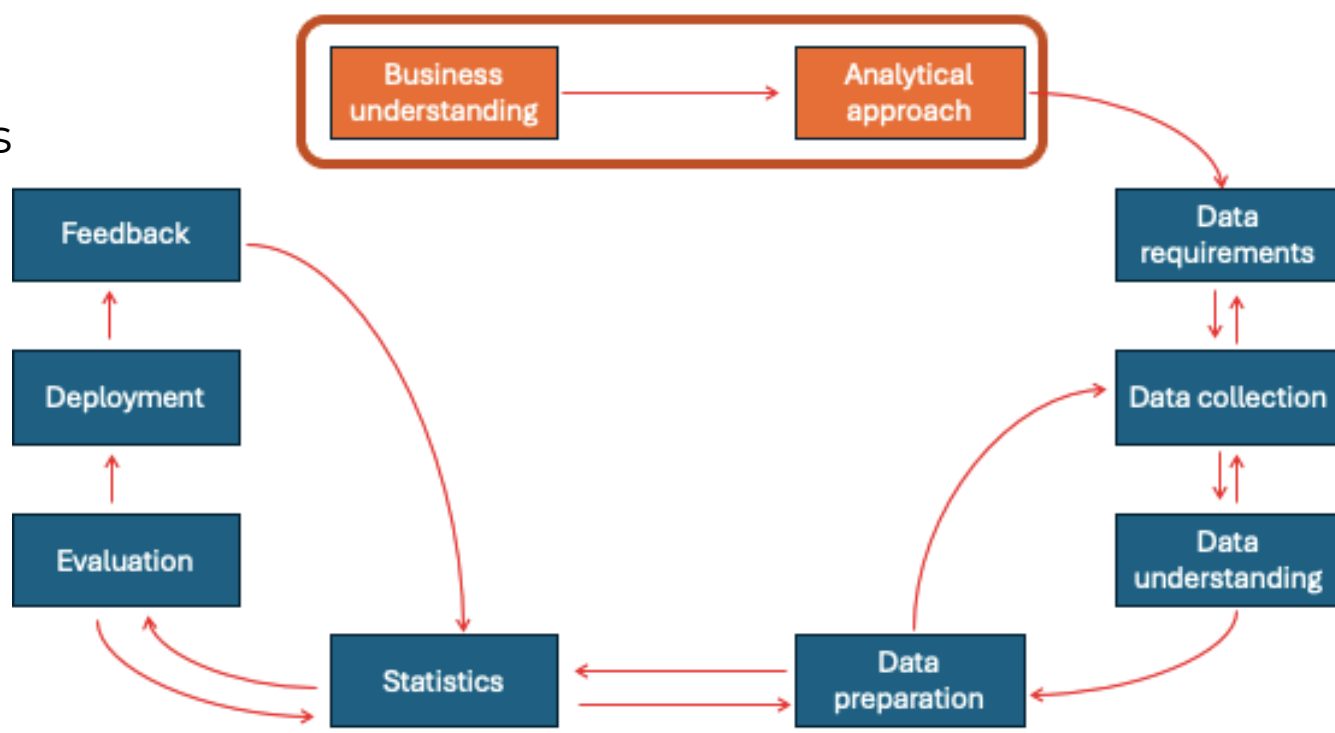 Business
understanding
Analytical
approach
s
Feedback
Data
requirements
Deployment
Data collection
Evaluation
Data
understanding
Statistics
Data
preparation